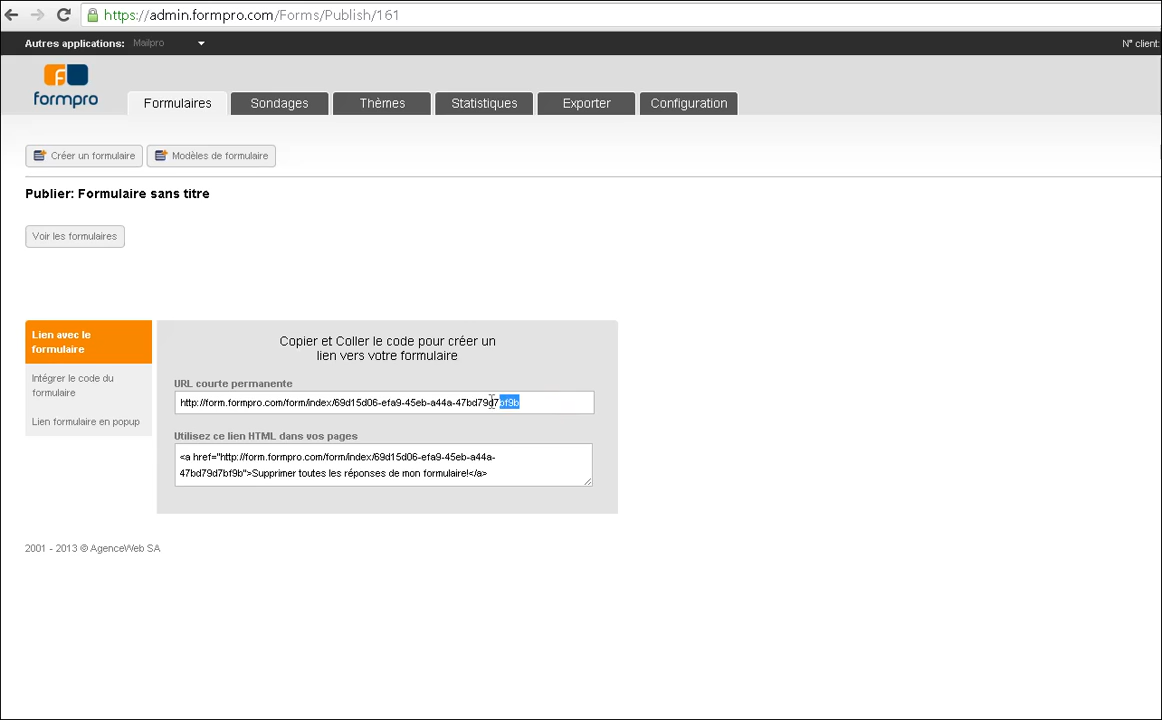 https://admin.formpro.com/Forms/Publish/161
Autres applications: Mailpro
N° client:
formpro
Formulaires
Sondages
Thèmes
Statistiques
Exporter
Configuration
Créer un formulaire
Modèles de formulaire
Publier: Formulaire sans titre
Voir les formulaires
Lien avec le
formulaire
Intégrer le code du
formulaire
Lien formulaire en popup
Copier et Coller le code pour créer un
lien vers votre formulaire
URL courte permanente
http://form.formpro.com/form/index/69d15d06-efa9-45eb-a44a-47bd79d7bf9b
Utilisez ce lien HTML dans vos pages
<a href="http://form.formpro.com/form/index/69d15d06-efa9-45eb-a44a-
47bd79d7bf9b">Supprimer toutes les réponses de mon formulaire!</a>
2001 - 2013 © AgenceWeb SA